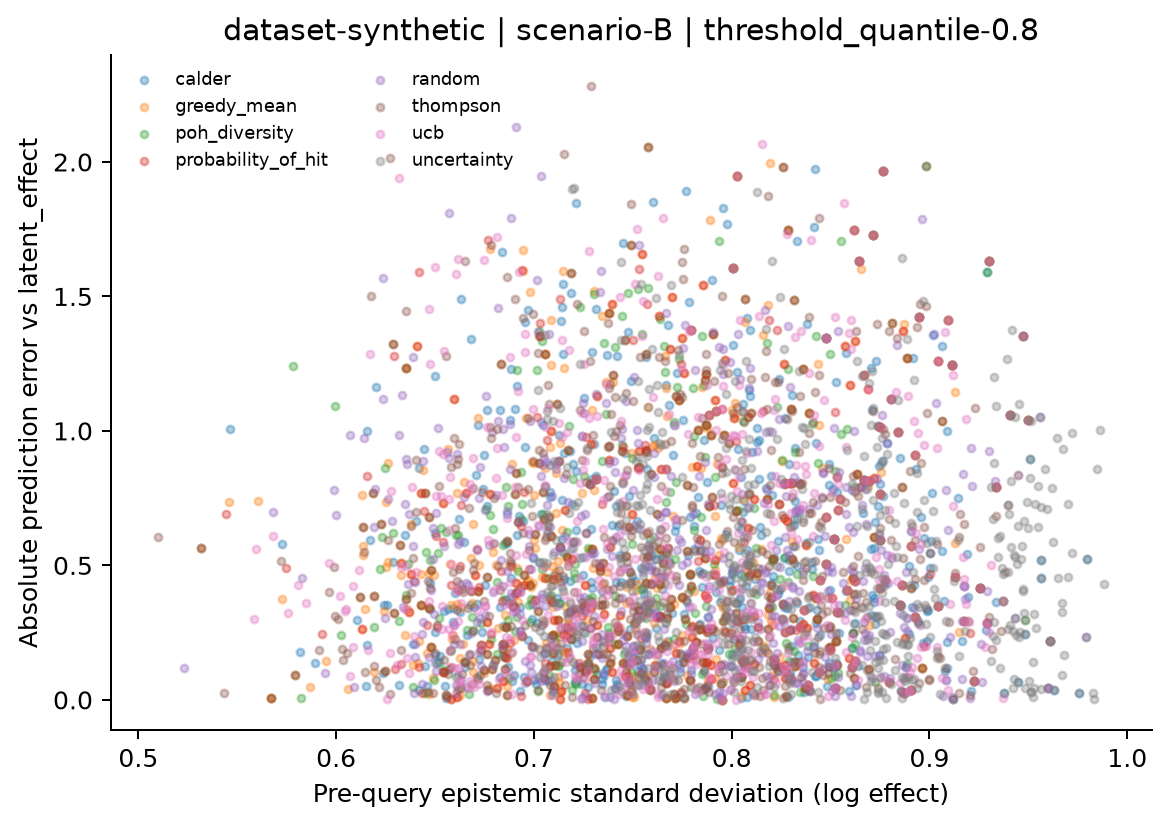 dataset-synthetic | scenario-B | threshold_quantile-0.8
calder
greedy_mean
poh_diversity
probability_of_hit
random
thompson
ucb
uncertainty
Absolute prediction error vs latent_effect
2.0
1.5
1.0
0.5
0.0
0.5
0.6
0.7
0.8
0.9
1.0
Pre-query epistemic standard deviation (log effect)